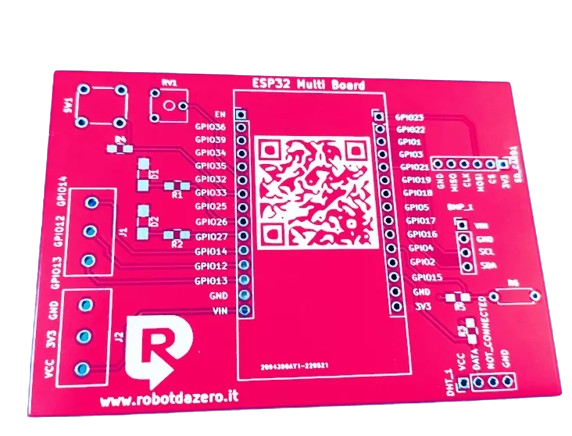 ESP32 Multi Board
SW1
RV1
EN
GPIO36
GPIO39
GPIO34
GPIO35
GPIO32
GPIO33
GPIO25
GPIO26
GPIO27
GPIO14
GPIO12
GPIO13
GND
VIN
GPIO23
GPIO22
GPIO1
GPIO3
GPIO21
GPIO19
GPIO18
GPIO5
GPIO17
GPIO16
GPIO4
GPIO2
GPIO15
GND
3V3
D1
R1
D2
R2
GPIO14
GPIO12
GPIO13
J1
GND
3V3
VCC
J2
GND
MISO
CLK
MOSI
CS
3V3
BMP_1
GND
SCL
SDA
DHT_1
VCC
DATA
NOT_CONNECTED
GND
R
2904300AY1-220521
www.robotdazero.it